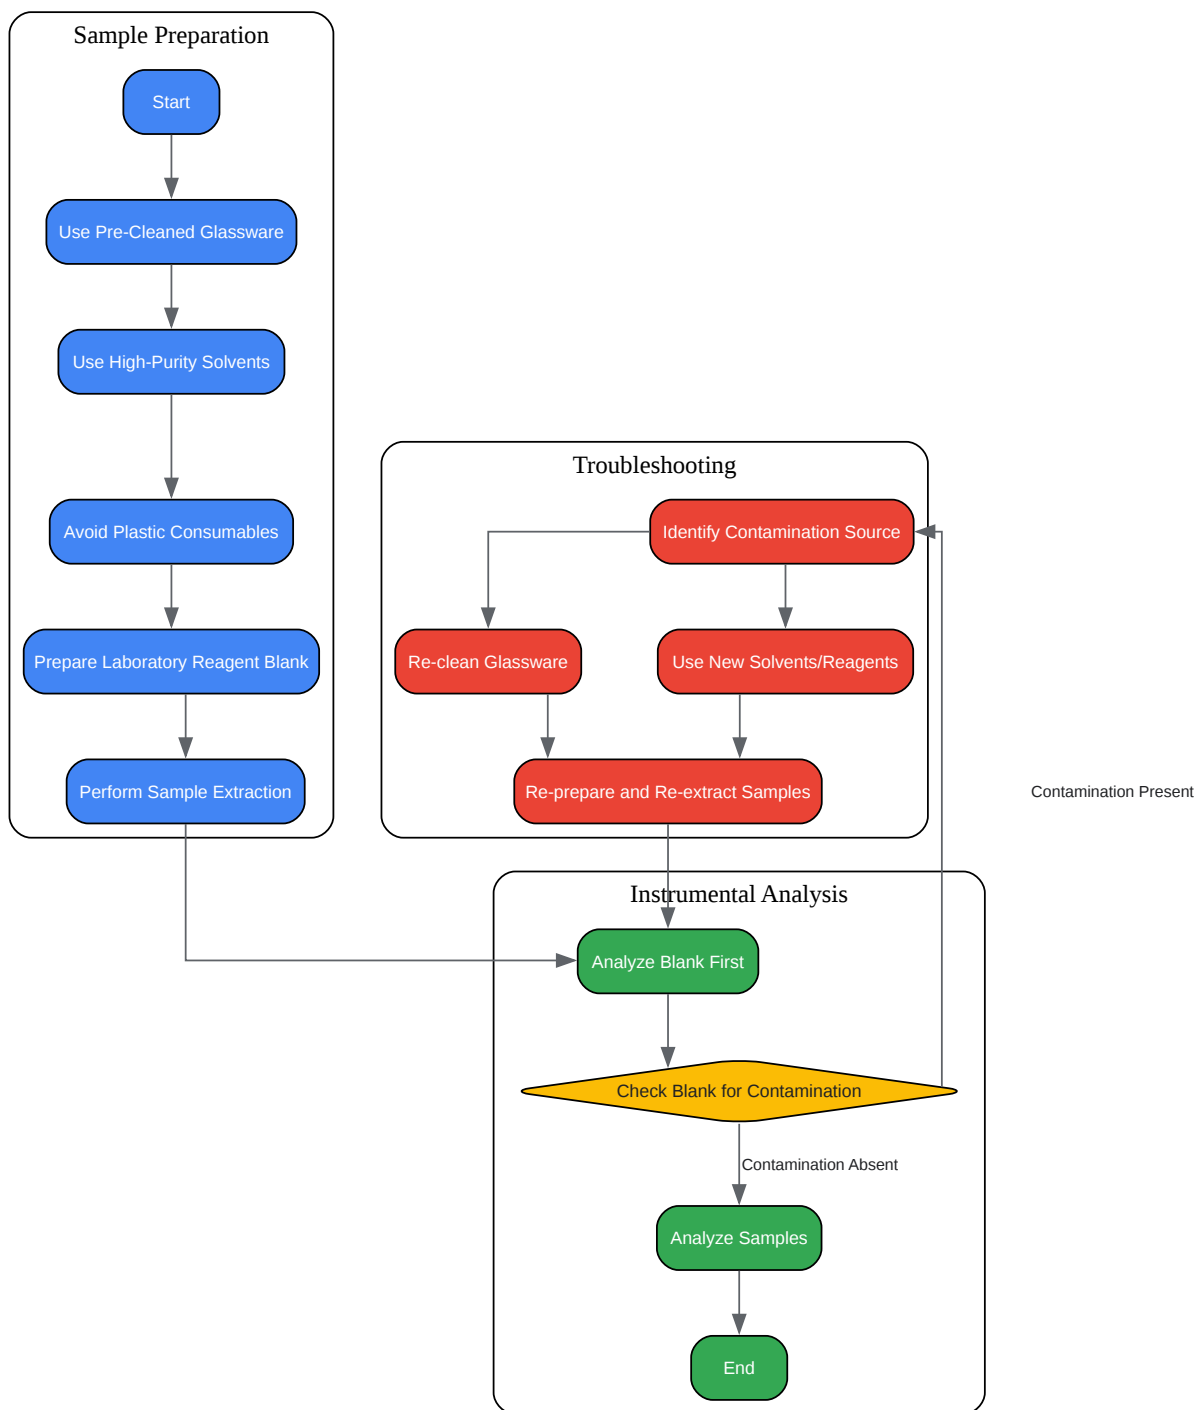 Sample Preparation
Start
Use Pre-Cleaned Glassware
Use High-Purity Solvents
Avoid Plastic Consumables
Prepare Laboratory Reagent Blank
Perform Sample Extraction
Troubleshooting
Identify Contamination Source
Re-clean Glassware
Use New Solvents/Reagents
Re-prepare and Re-extract Samples
Contamination Present
Instrumental Analysis
Analyze Blank First
Check Blank for Contamination
Contamination Absent
Analyze Samples
End